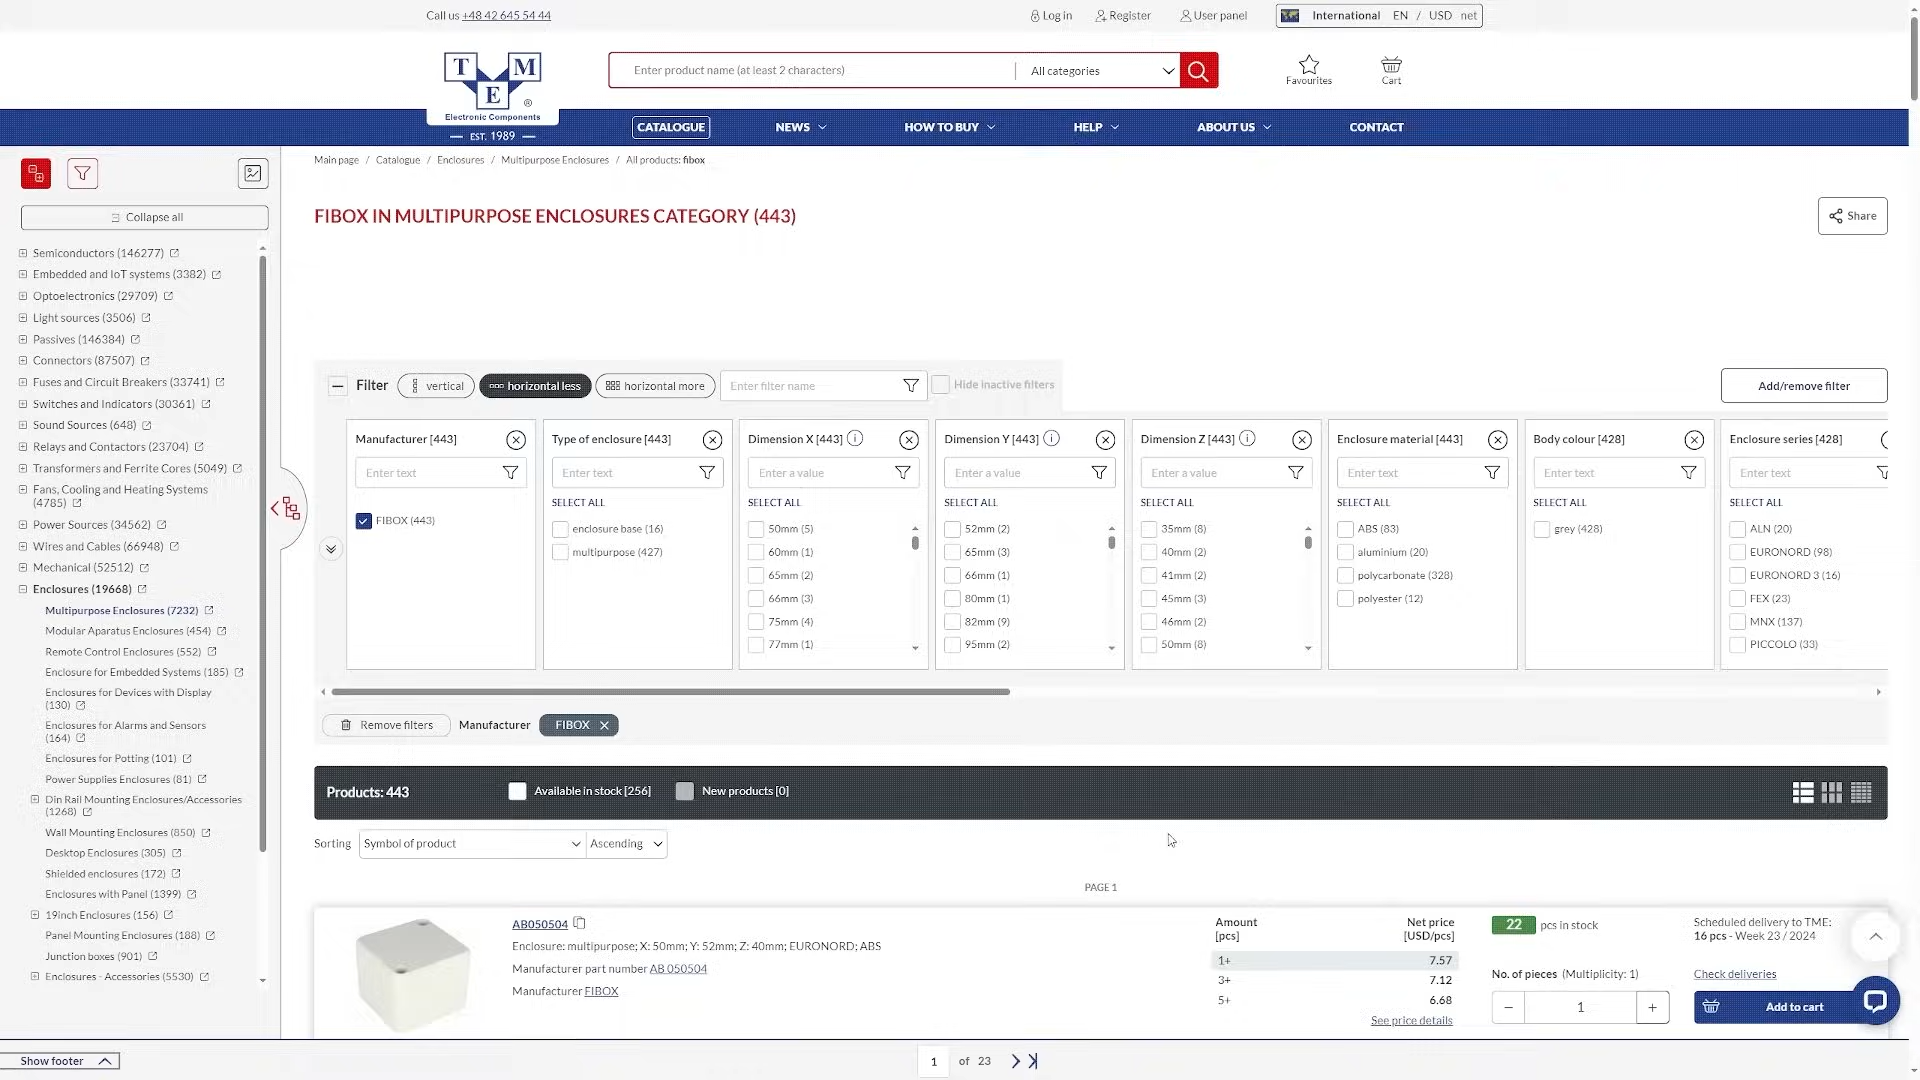 Call us +48 42 645 54 44
Log in
Register
User panel
International EN / USD net
T M E ®
Electronic Components
EST. 1989
Enter product name (at least 2 characters)
All categories
Favourites
Cart
CATALOGUE
NEWS
HOW TO BUY
HELP
ABOUT US
CONTACT
Main page / Catalogue / Enclosures / Multipurpose Enclosures / All products: fibox
Collapse all
Semiconductors (146277)
Embedded and IoT systems (3382)
Optoelectronics (29709)
Light sources (3506)
Passives (146384)
Connectors (87507)
Fuses and Circuit Breakers (33741)
Switches and Indicators (30361)
Sound Sources (648)
Relays and Contactors (23704)
Transformers and Ferrite Cores (5049)
Fans, Cooling and Heating Systems
(4785)
Power Sources (34562)
Wires and Cables (66948)
Mechanical (52512)
Enclosures (19668)
Multipurpose Enclosures (7232)
Modular Aparatus Enclosures (454)
Remote Control Enclosures (552)
Enclosure for Embedded Systems (185)
Enclosures for Devices with Display
(130)
Enclosures for Alarms and Sensors
(164)
Enclosures for Potting (101)
Power Supplies Enclosures (81)
Din Rail Mounting Enclosures/Accessories
(1268)
Wall Mounting Enclosures (850)
Desktop Enclosures (305)
Shielded enclosures (172)
Enclosures with Panel (1399)
19inch Enclosures (156)
Panel Mounting Enclosures (188)
Junction boxes (901)
Enclosures - Accessories (5530)
FIBOX IN MULTIPURPOSE ENCLOSURES CATEGORY (443)
Share
Filter
vertical
horizontal less
horizontal more
Enter filter name
Hide inactive filters
Add/remove filter
Manufacturer [443]
Enter text
FIBOX (443)
Type of enclosure [443]
Enter text
SELECT ALL
enclosure base (16)
multipurpose (427)
Dimension X [443]
Enter a value
SELECT ALL
50mm (5)
60mm (1)
65mm (2)
66mm (3)
75mm (4)
77mm (1)
Dimension Y [443]
Enter a value
SELECT ALL
52mm (2)
65mm (3)
66mm (1)
80mm (1)
82mm (9)
95mm (2)
Dimension Z [443]
Enter a value
SELECT ALL
35mm (8)
40mm (2)
41mm (2)
45mm (3)
46mm (2)
50mm (8)
Enclosure material [443]
Enter text
SELECT ALL
ABS (83)
aluminium (20)
polycarbonate (328)
polyester (12)
Body colour [428]
Enter text
SELECT ALL
grey (428)
Enclosure series [428]
Enter text
SELECT ALL
ALN (20)
EURONORD (98)
EURONORD 3 (16)
FEX (23)
MNX (137)
PICCOLO (33)
Remove filters
Manufacturer
FIBOX
Products: 443
Available in stock [256]
New products [0]
Sorting
Symbol of product
Ascending
PAGE 1
AB050504
Enclosure: multipurpose; X: 50mm; Y: 52mm; Z: 40mm; EURONORD; ABS
Manufacturer part number AB 050504
Manufacturer FIBOX
Amount
[pcs]
Net price
[USD/pcs]
1+ 7.57
3+ 7.12
5+ 6.68
See price details
22 pcs in stock
No. of pieces (Multiplicity: 1)
− 1 +
Scheduled delivery to TME:
16 pcs - Week 23 / 2024
Check deliveries
Add to cart
Show footer
1 of 23